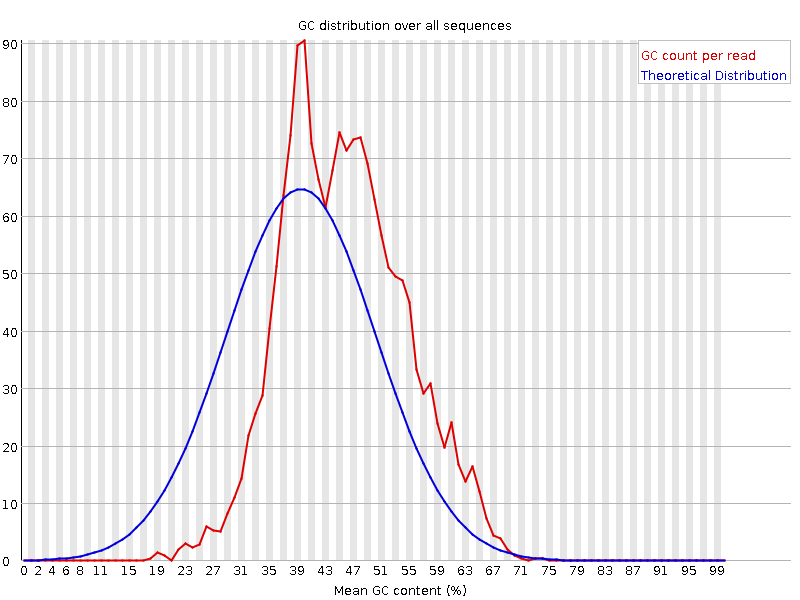 GC distribution over all sequences
GC count per read
Theoretical Distribution
90
80
70
60
50
40
30
20
10
0
0 2 4 6 8 11 15 19 23 27 31 35 39 43 47 51 55 59 63 67 71 75 79 83 87 91 95 99
Mean GC content (%)